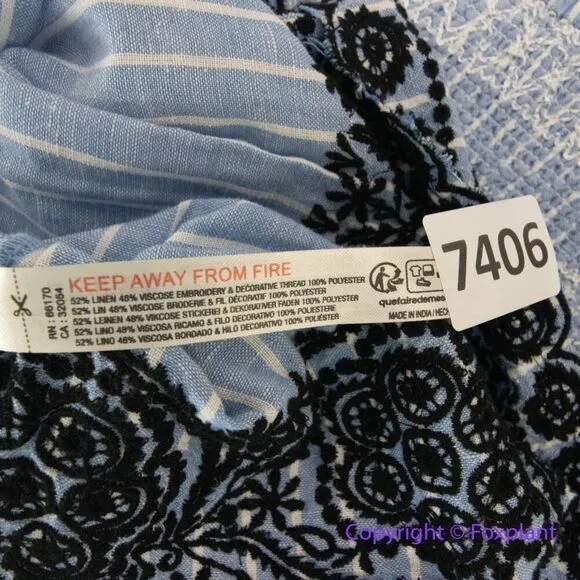 KEEP AWAY FROM FIRE
RN : 66170
CA : 32054
52% LINEN 48% VISCOSE EMBROIDERY & DECORATIVE THREAD 100% POLYESTER
52% LIN 48% VISCOSE BRODERIE & FIL DÉCORATIF 100% POLYESTER
52% LEINEN 48% VISKOSE STICKEREI & DEKORATIVER FADEN 100% POLYESTER
52% LINO 48% VISCOSA RICAMO & FILO DECORATIVO 100% POLIESTERE
52% LINO 48% VISCOSA BORDADO & HILO DECORATIVO 100% POLIÉSTER
quefairedemes
MADE IN INDIA / HECH
7406
Copyright © Foxplant